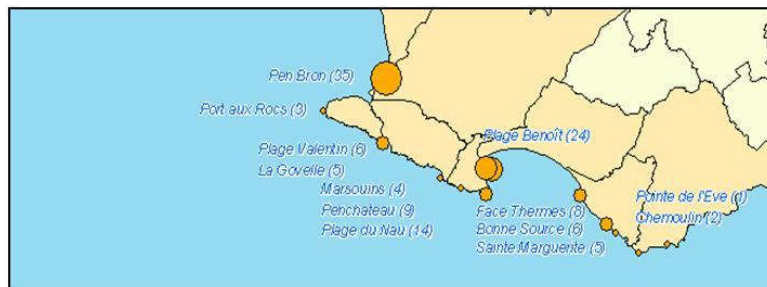 Pen Bron (35)
Port aux Rocs (3)
Plage Benoît (24)
Plage Valentin (6)
La Govelle (5)
Marsouins (4)
Penchateau (9)
Plage du Nau (14)
Face Thermes (8)
Bonne Source (6)
Sainte Marguerite (5)
Pointe de l'Eve (1)
Chemoulin (2)